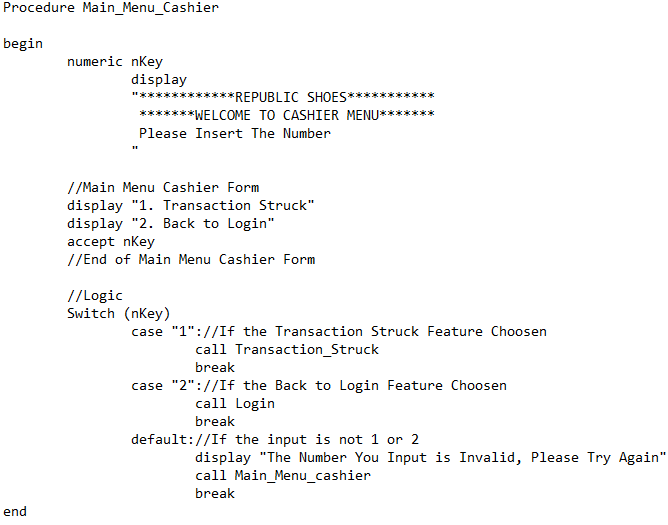 Procedure Main_Menu_Cashier
begin
numeric nKey
display
"************REPUBLIC SHOES***********
*******WELCOME TO CASHIER MENU*******
Please Insert The Number
"
//Main Menu Cashier Form
display "1. Transaction Struck"
display "2. Back to Login"
accept nKey
//End of Main Menu Cashier Form
//Logic
Switch (nKey)
case "1"://If the Transaction Struck Feature Choosen
call Transaction_Struck
break
case "2"://If the Back to Login Feature Choosen
call Login
break
default://If the input is not 1 or 2
display "The Number You Input is Invalid, Please Try Again"
call Main_Menu_cashier
break
end